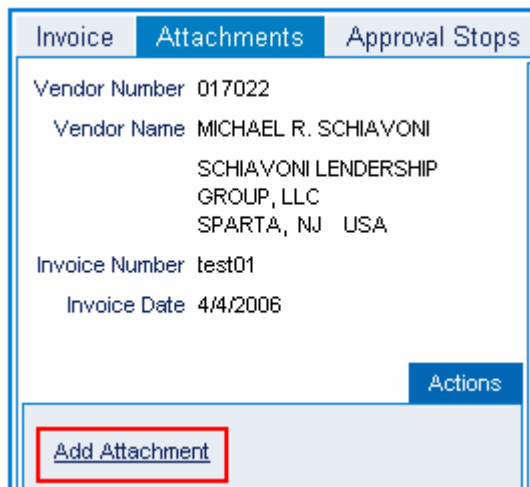 Invoice Attachments Approval Stops
Vendor Number 017022
Vendor Name MICHAEL R. SCHIAVONI
SCHIAVONI LENDERSHIP
GROUP, LLC
SPARTA, NJ USA
Invoice Number test01
Invoice Date 4/4/2006
Actions
Add Attachment